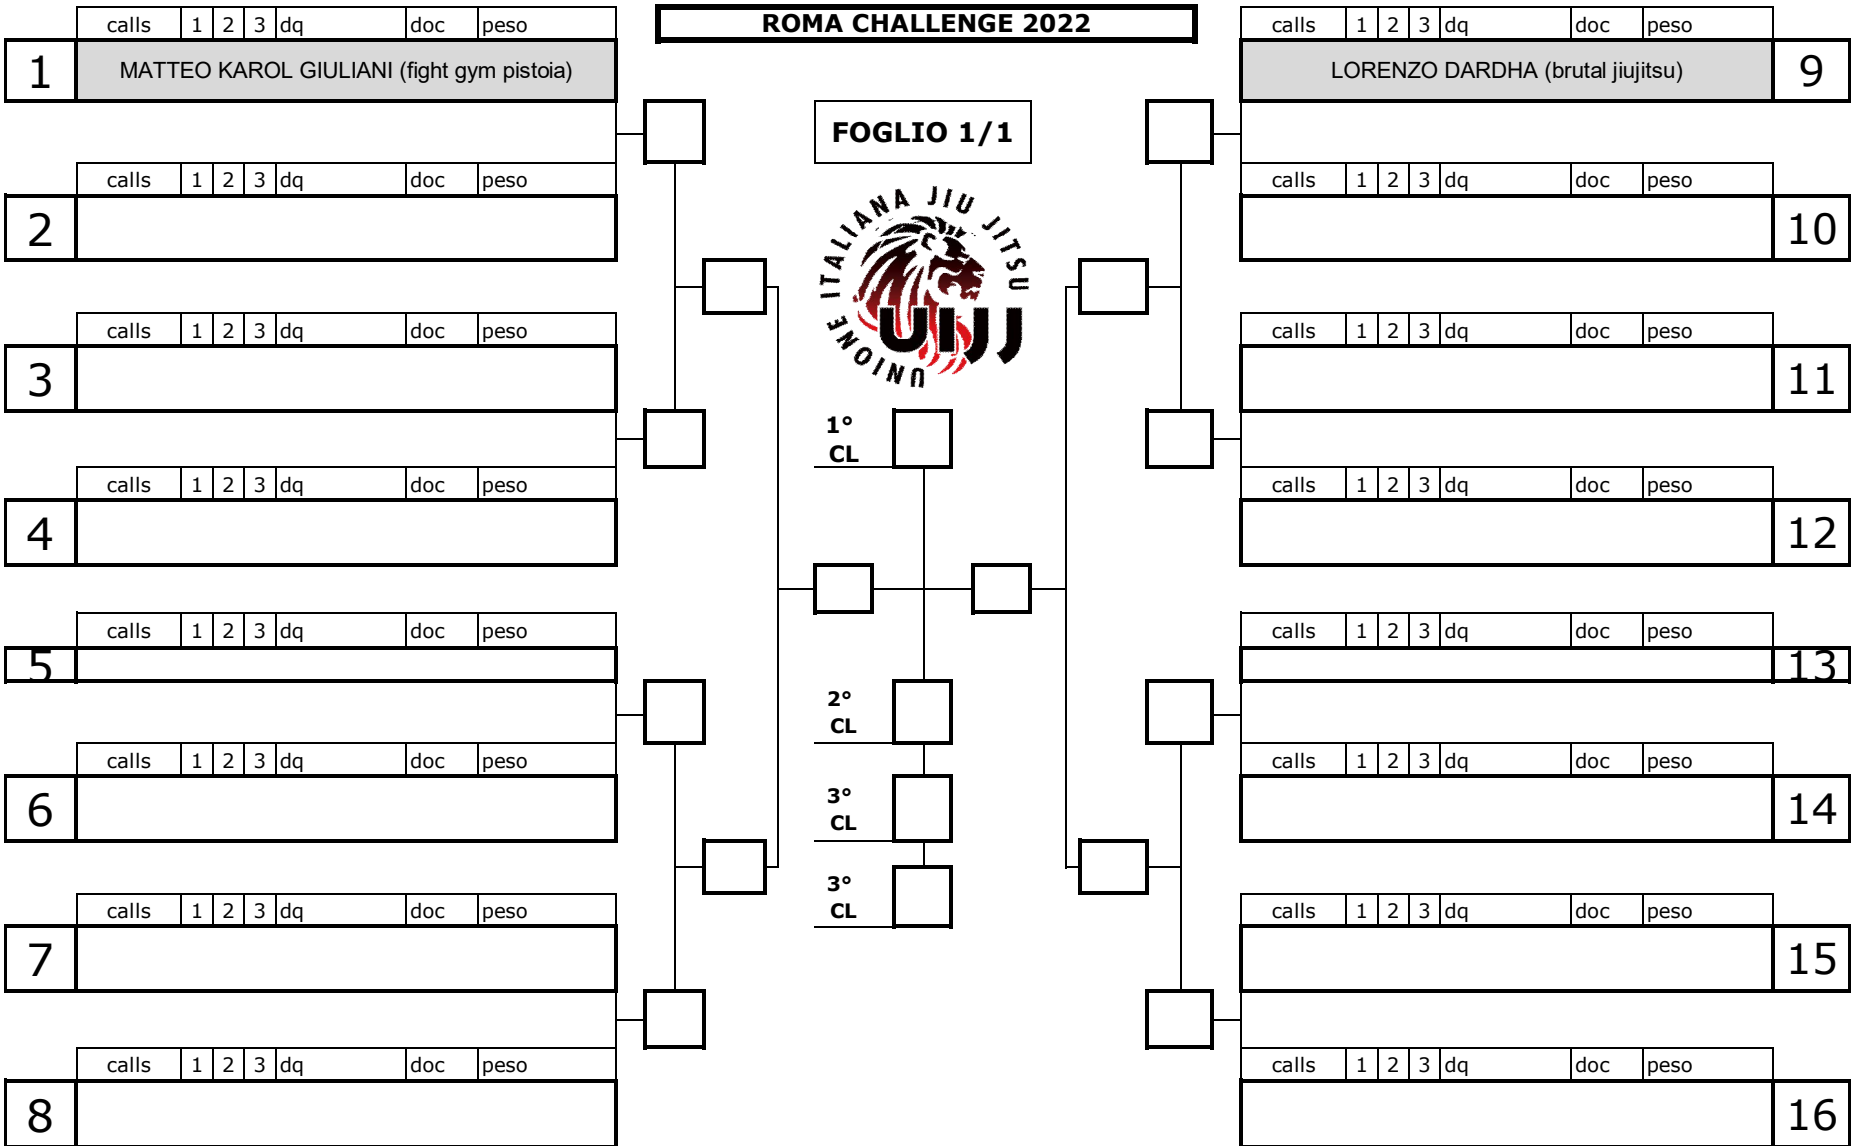 ROMA CHALLENGE 2022
calls 1 2 3 dq doc peso
1 MATTEO KAROL GIULIANI (fight gym pistoia)
calls 1 2 3 dq doc peso
2
calls 1 2 3 dq doc peso
3
calls 1 2 3 dq doc peso
4
calls 1 2 3 dq doc peso
5
calls 1 2 3 dq doc peso
6
calls 1 2 3 dq doc peso
7
calls 1 2 3 dq doc peso
8
FOGLIO 1/1
UNIONE ITALIANA JIU JITSU
UIJJ
1°
CL
2°
CL
3°
CL
3°
CL
calls 1 2 3 dq doc peso
LORENZO DARDHA (brutal jiujitsu) 9
calls 1 2 3 dq doc peso
10
calls 1 2 3 dq doc peso
11
calls 1 2 3 dq doc peso
12
calls 1 2 3 dq doc peso
13
calls 1 2 3 dq doc peso
14
calls 1 2 3 dq doc peso
15
calls 1 2 3 dq doc peso
16